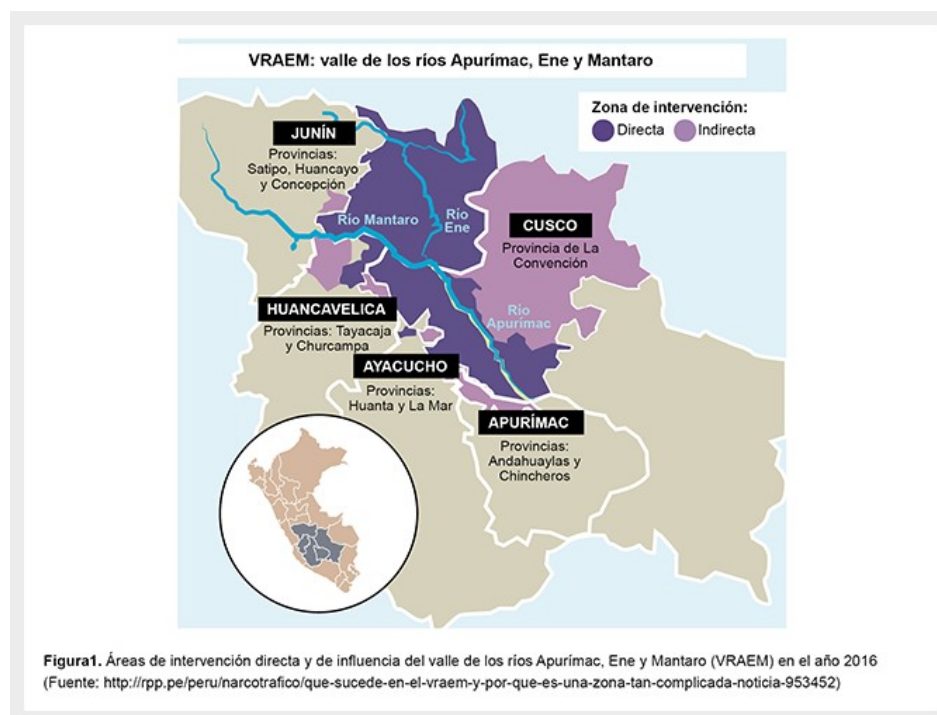 VRAEM: valle de los ríos Apurímac, Ene y Mantaro
Zona de intervención:
Directa Indirecta
JUNÍN
Provincias:
Satipo, Huancayo
y Concepción
Río Mantaro
Río
Ene
CUSCO
Provincia de La
Convención
Río
Apurímac
HUANCAVELICA
Provincias: Tayacaja
y Churcampa
AYACUCHO
Provincias:
Huanta y La Mar
APURÍMAC
Provincias:
Andahuaylas y
Chincheros
Figura1. Áreas de intervención directa y de influencia del valle de los ríos Apurímac, Ene y Mantaro (VRAEM) en el año 2016
(Fuente: http://rpp.pe/peru/narcotrafico/que-sucede-en-el-vraem-y-por-que-es-una-zona-tan-complicada-noticia-953452)